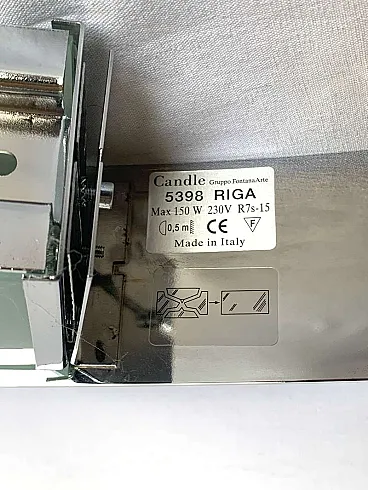 Candle Gruppo FontanaArte
5398 RIGA
Max 150 W 230V R7s-15
0,5 m CE F
Made in Italy